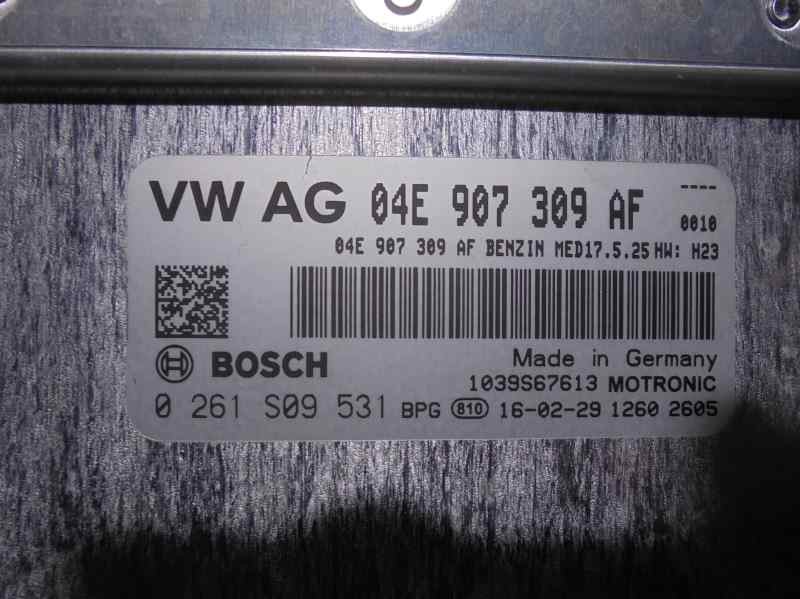 VW AG 04E 907 309 AF ----
0010
04E 907 309 AF BENZIN MED17.5.25 HW: H23
BOSCH
Made in Germany
1039S67613 MOTRONIC
0 261 S09 531 BPG 810 16-02-29 1260 2605